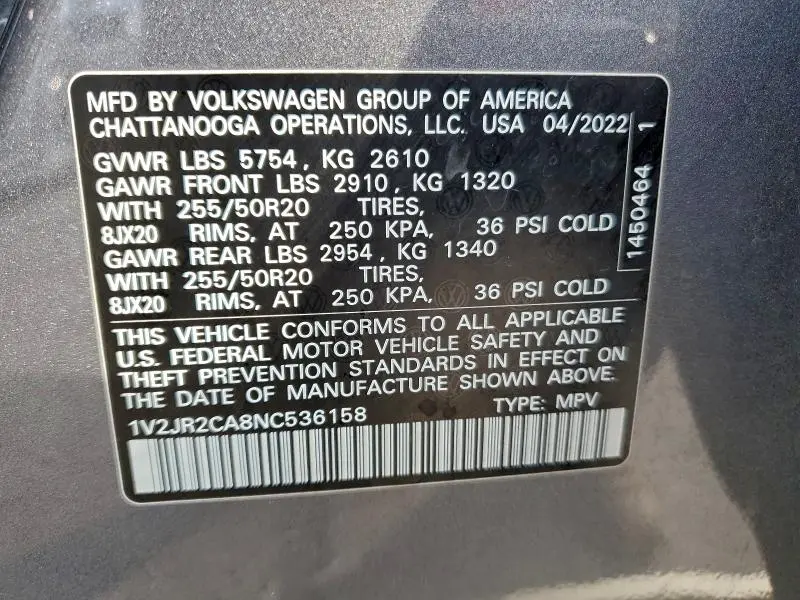 MFD BY VOLKSWAGEN GROUP OF AMERICA
CHATTANOOGA OPERATIONS, LLC. USA 04/2022
GVWR LBS 5754, KG 2610
GAWR FRONT LBS 2910, KG 1320
WITH 255/50R20 TIRES,
8JX20 RIMS, AT 250 KPA, 36 PSI COLD
GAWR REAR LBS 2954, KG 1340
WITH 255/50R20 TIRES,
8JX20 RIMS, AT 250 KPA, 36 PSI COLD
1450464 1
THIS VEHICLE CONFORMS TO ALL APPLICABLE
U.S. FEDERAL MOTOR VEHICLE SAFETY AND
THEFT PREVENTION STANDARDS IN EFFECT ON
THE DATE OF MANUFACTURE SHOWN ABOVE.
1V2JR2CA8NC536158 TYPE: MPV